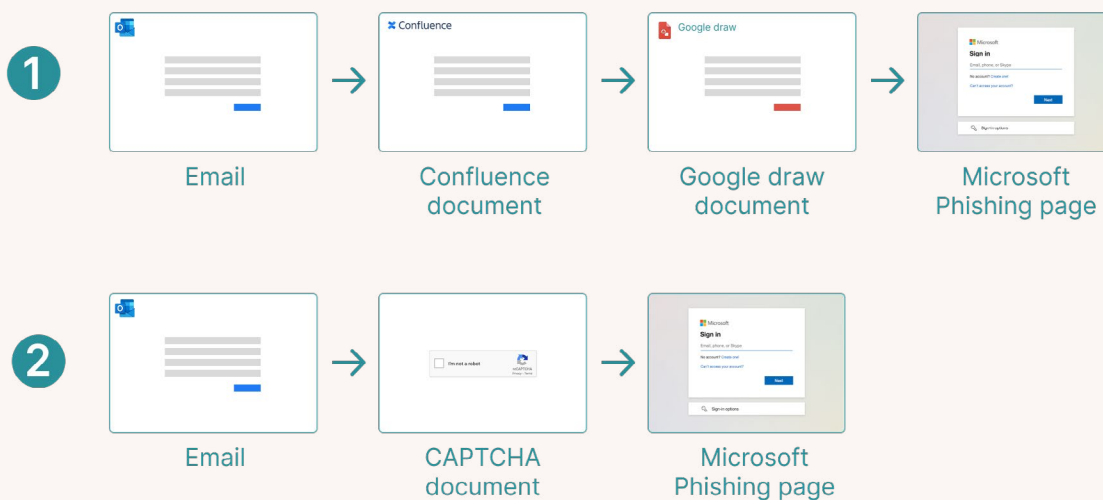 1
Confluence
Google draw
Microsoft
Sign in
Email, phone, or Skype
No account? Create one!
Can't access your account?
Next
Sign-in options
Email
Confluence
document
Google draw
document
Microsoft
Phishing page
2
I'm not a robot
reCAPTCHA
Privacy - Terms
Microsoft
Sign in
Email, phone, or Skype
No account? Create one!
Can't access your account?
Next
Sign-in options
Email
CAPTCHA
document
Microsoft
Phishing page